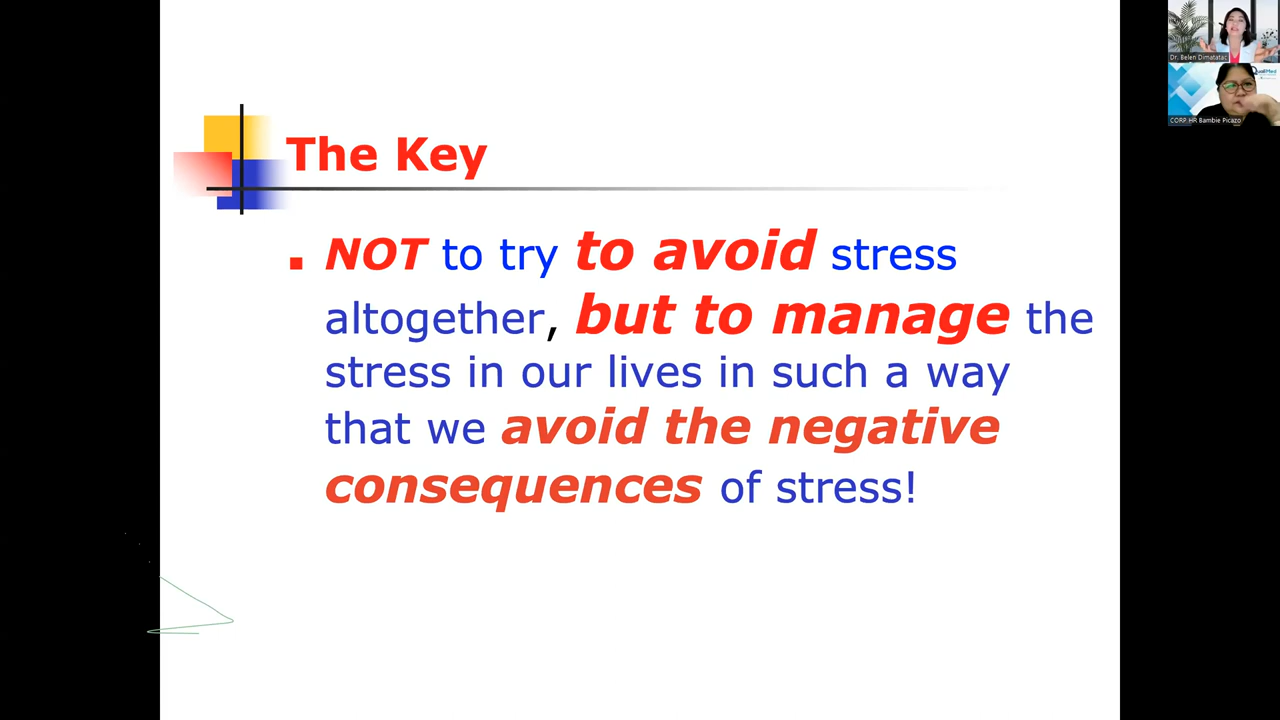 The Key
NOT to try to avoid stress
altogether, but to manage the
stress in our lives in such a way
that we avoid the negative
consequences of stress!
Dr. Belen Dimatatac
QualiMed
CORP HR Bambie Picazo